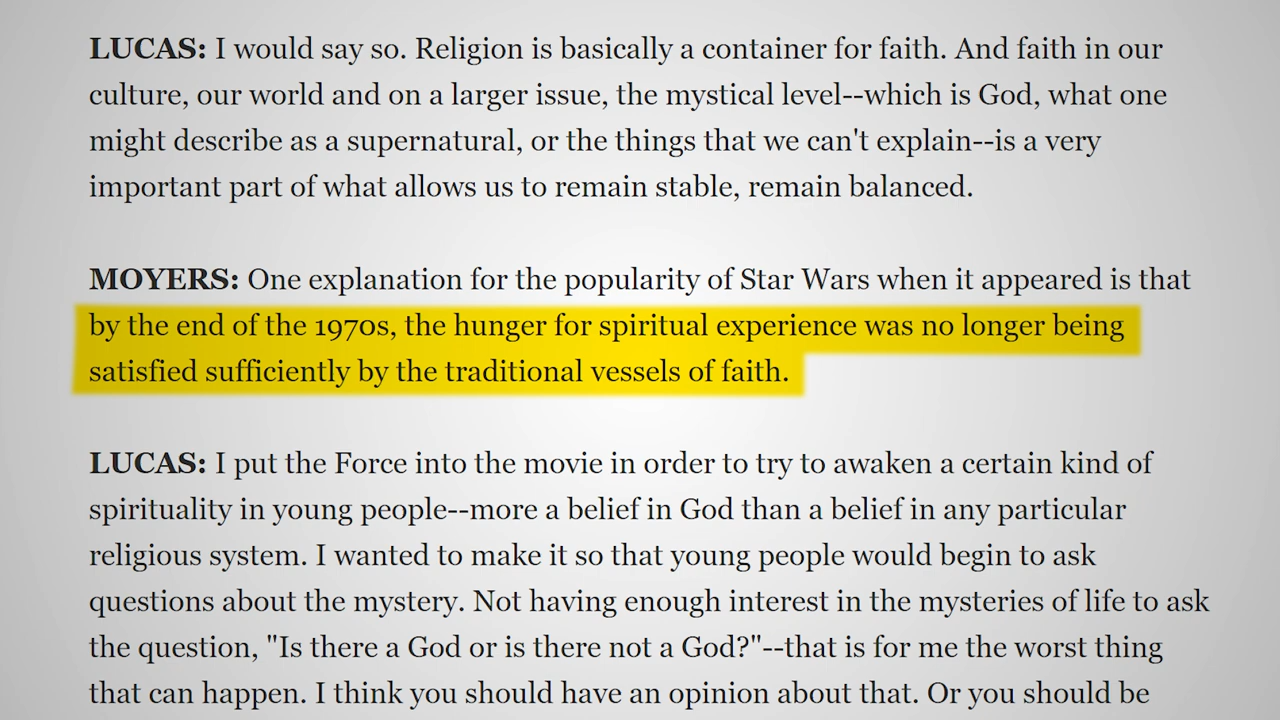 LUCAS: I would say so. Religion is basically a container for faith. And faith in our
culture, our world and on a larger issue, the mystical level--which is God, what one
might describe as a supernatural, or the things that we can't explain--is a very
important part of what allows us to remain stable, remain balanced.
MOYERS: One explanation for the popularity of Star Wars when it appeared is that
by the end of the 1970s, the hunger for spiritual experience was no longer being
satisfied sufficiently by the traditional vessels of faith.
LUCAS: I put the Force into the movie in order to try to awaken a certain kind of
spirituality in young people--more a belief in God than a belief in any particular
religious system. I wanted to make it so that young people would begin to ask
questions about the mystery. Not having enough interest in the mysteries of life to ask
the question, "Is there a God or is there not a God?"--that is for me the worst thing
that can happen. I think you should have an opinion about that. Or you should be